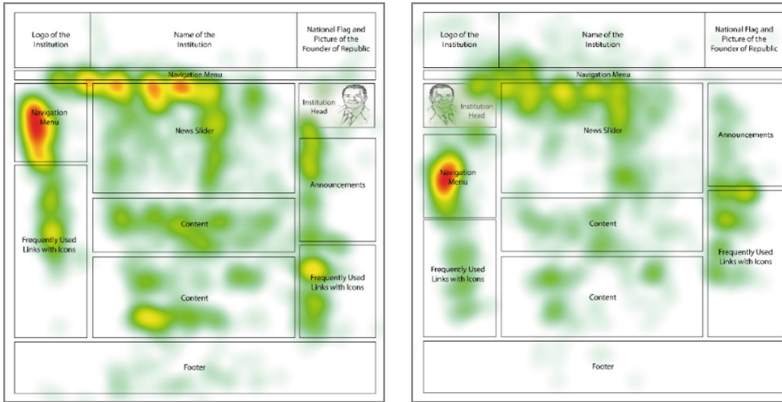 Logo of the
Institution
Name of the
Institution
National Flag and
Picture of the
Founder of Republic
Navigation Menu
Navigation
Menu
News Slider
Institution
Head
Announcements
Content
Frequently Used
Links with Icons
Content
Frequently Used
Links with Icons
Footer
Logo of the
Institution
Name of the
Institution
National Flag and
Picture of the
Founder of Republic
Navigation Menu
Institution
Head
News Slider
Announcements
Navigation
Menu
Content
Frequently Used
Links with Icons
Frequently Used
Links with Icons
Content
Footer